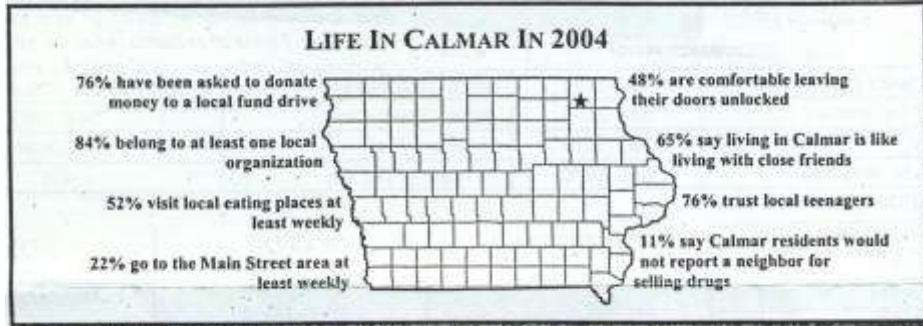 LIFE IN CALMAR IN 2004
76% have been asked to donate
money to a local fund drive
84% belong to at least one local
organization
52% visit local eating places at
least weekly
22% go to the Main Street area at
least weekly
48% are comfortable leaving
their doors unlocked
65% say living in Calmar is like
living with close friends
76% trust local teenagers
11% say Calmar residents would
not report a neighbor for
selling drugs